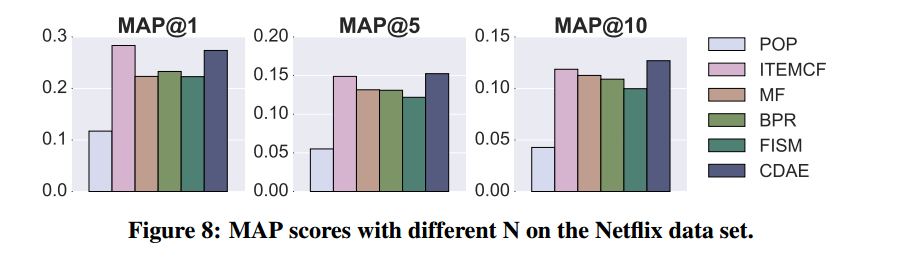 MAP@1
0.3
0.2
0.1
0.0
MAP@5
0.20
0.15
0.10
0.05
0.00
MAP@10
0.15
0.10
0.05
0.00
POP
ITEMCF
MF
BPR
FISM
CDAE
Figure 8: MAP scores with different N on the Netflix data set.